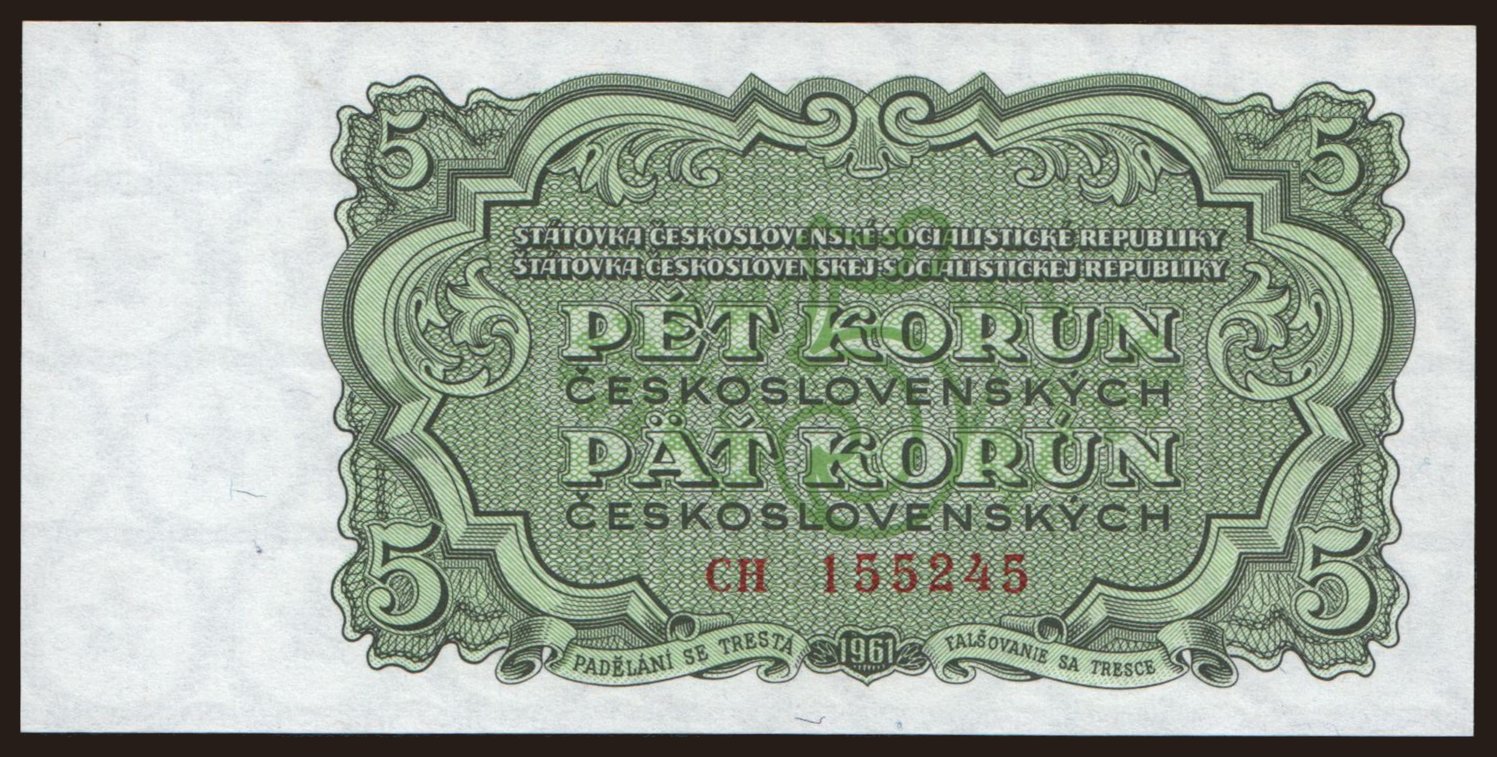 5 5
STÁTOVKA ČESKOSLOVENSKÉ SOCIALISTICKÉ REPUBLIKY
ŠTÁTOVKA ČESKOSLOVENSKEJ SOCIALISTICKEJ REPUBLIKY
PĚT KORUN
ČESKOSLOVENSKÝCH
5
PÄŤ KORÚN
ČESKOSLOVENSKÝCH
CH 155245
5 5
PADĚLÁNÍ SE TRESTÁ 1961 FALŠOVANIE SA TRESCE